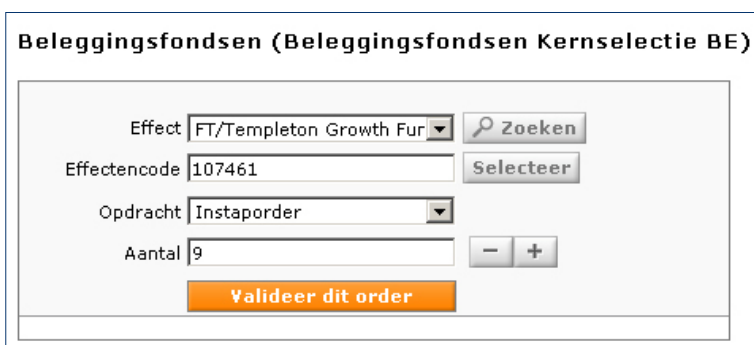 Beleggingsfondsen (Beleggingsfondsen Kernselectie BE)
Effect FT/Templeton Growth Fur Zoeken
Effectencode 107461 Selecteer
Opdracht Instaporder
Aantal 9 − +
Valideer dit order